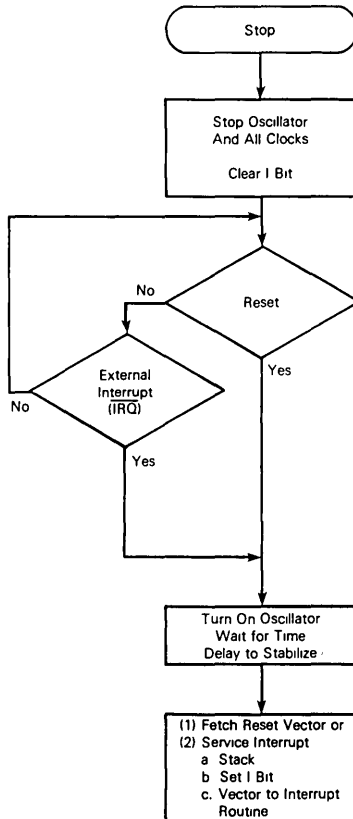 Stop
Stop Oscillator
And All Clocks
Clear I Bit
Reset
No
Yes
External
Interrupt
(I̅R̅Q̅)
No
Yes
Turn On Oscillator
Wait for Time
Delay to Stabilize
(1) Fetch Reset Vector or
(2) Service Interrupt
a Stack
b Set I Bit
c. Vector to Interrupt
Routine